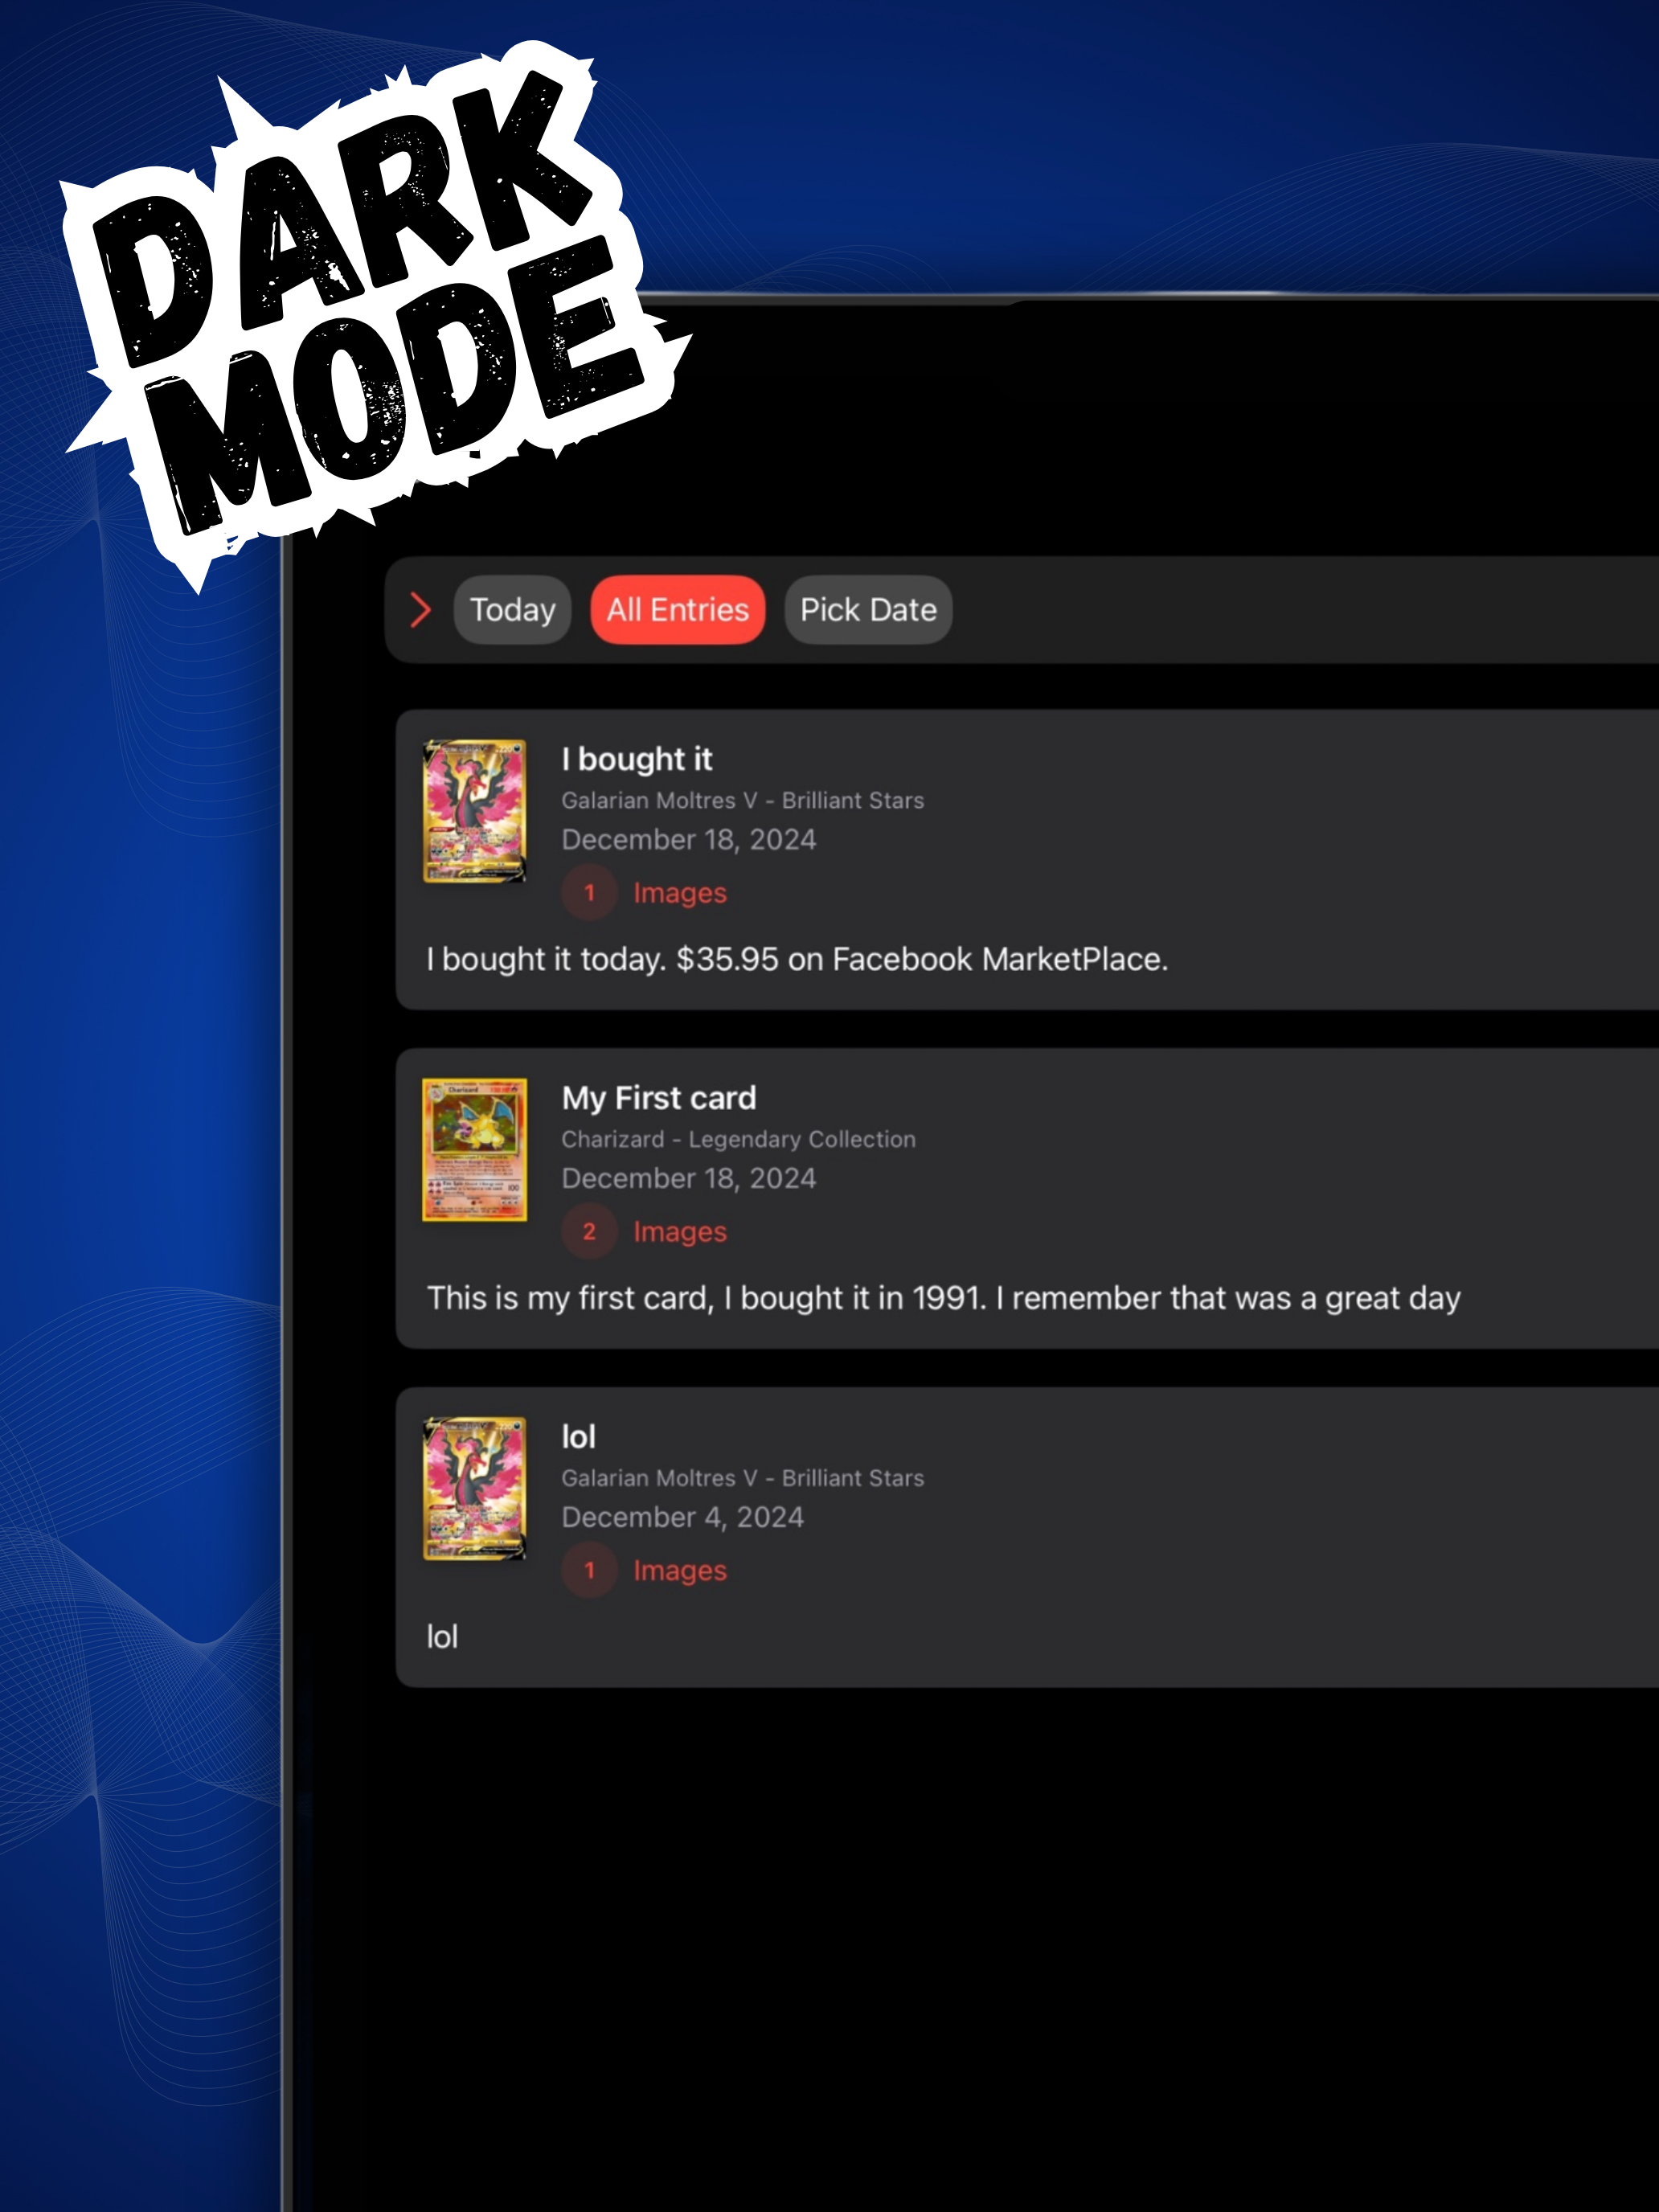 DARK
MODE
Today
All Entries
Pick Date
I bought it
Galarian Moltres V - Brilliant Stars
December 18, 2024
1 Images
I bought it today. $35.95 on Facebook MarketPlace.
Charizard
100
My First card
Charizard - Legendary Collection
December 18, 2024
2 Images
This is my first card, I bought it in 1991. I remember that was a great day
lol
Galarian Moltres V - Brilliant Stars
December 4, 2024
1 Images
lol